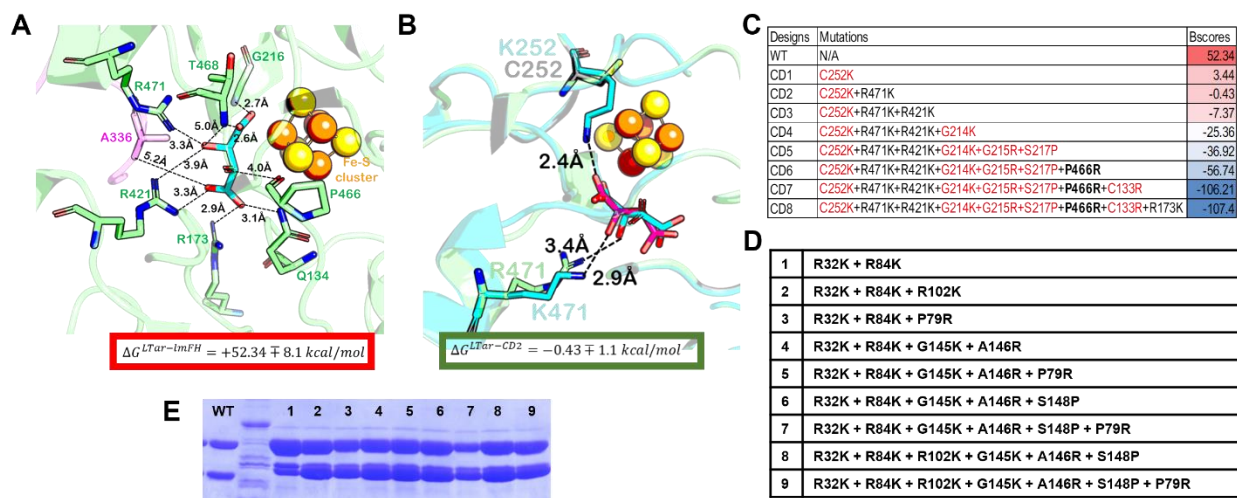 A
G216
T468
R471
2.7Å
5.0Å
2.6Å
A336
3.3Å
3.9Å
5.2Å
4.0Å
Fe-S
cluster
R421
3.3Å
P466
2.9Å
3.1Å
R173
Q134
ΔG^{LTar-lmFH} = +52.34 ∓ 8.1 kcal/mol
B
K252
C252
2.4Å
3.4Å
R471
2.9Å
K471
ΔG^{LTar-CD2} = −0.43 ∓ 1.1 kcal/mol
C
Designs Mutations Bscores
WT N/A 52.34
CD1 C252K 3.44
CD2 C252K+R471K -0.43
CD3 C252K+R471K+R421K -7.37
CD4 C252K+R471K+R421K+G214K -25.36
CD5 C252K+R471K+R421K+G214K+G215R+S217P -36.92
CD6 C252K+R471K+R421K+G214K+G215R+S217P+P466R -56.74
CD7 C252K+R471K+R421K+G214K+G215R+S217P+P466R+C133R -106.21
CD8 C252K+R471K+R421K+G214K+G215R+S217P+P466R+C133R+R173K -107.4
D
1 R32K + R84K
2 R32K + R84K + R102K
3 R32K + R84K + P79R
4 R32K + R84K + G145K + A146R
5 R32K + R84K + G145K + A146R + P79R
6 R32K + R84K + G145K + A146R + S148P
7 R32K + R84K + G145K + A146R + S148P + P79R
8 R32K + R84K + R102K + G145K + A146R + S148P
9 R32K + R84K + R102K + G145K + A146R + S148P + P79R
E
WT 1 2 3 4 5 6 7 8 9